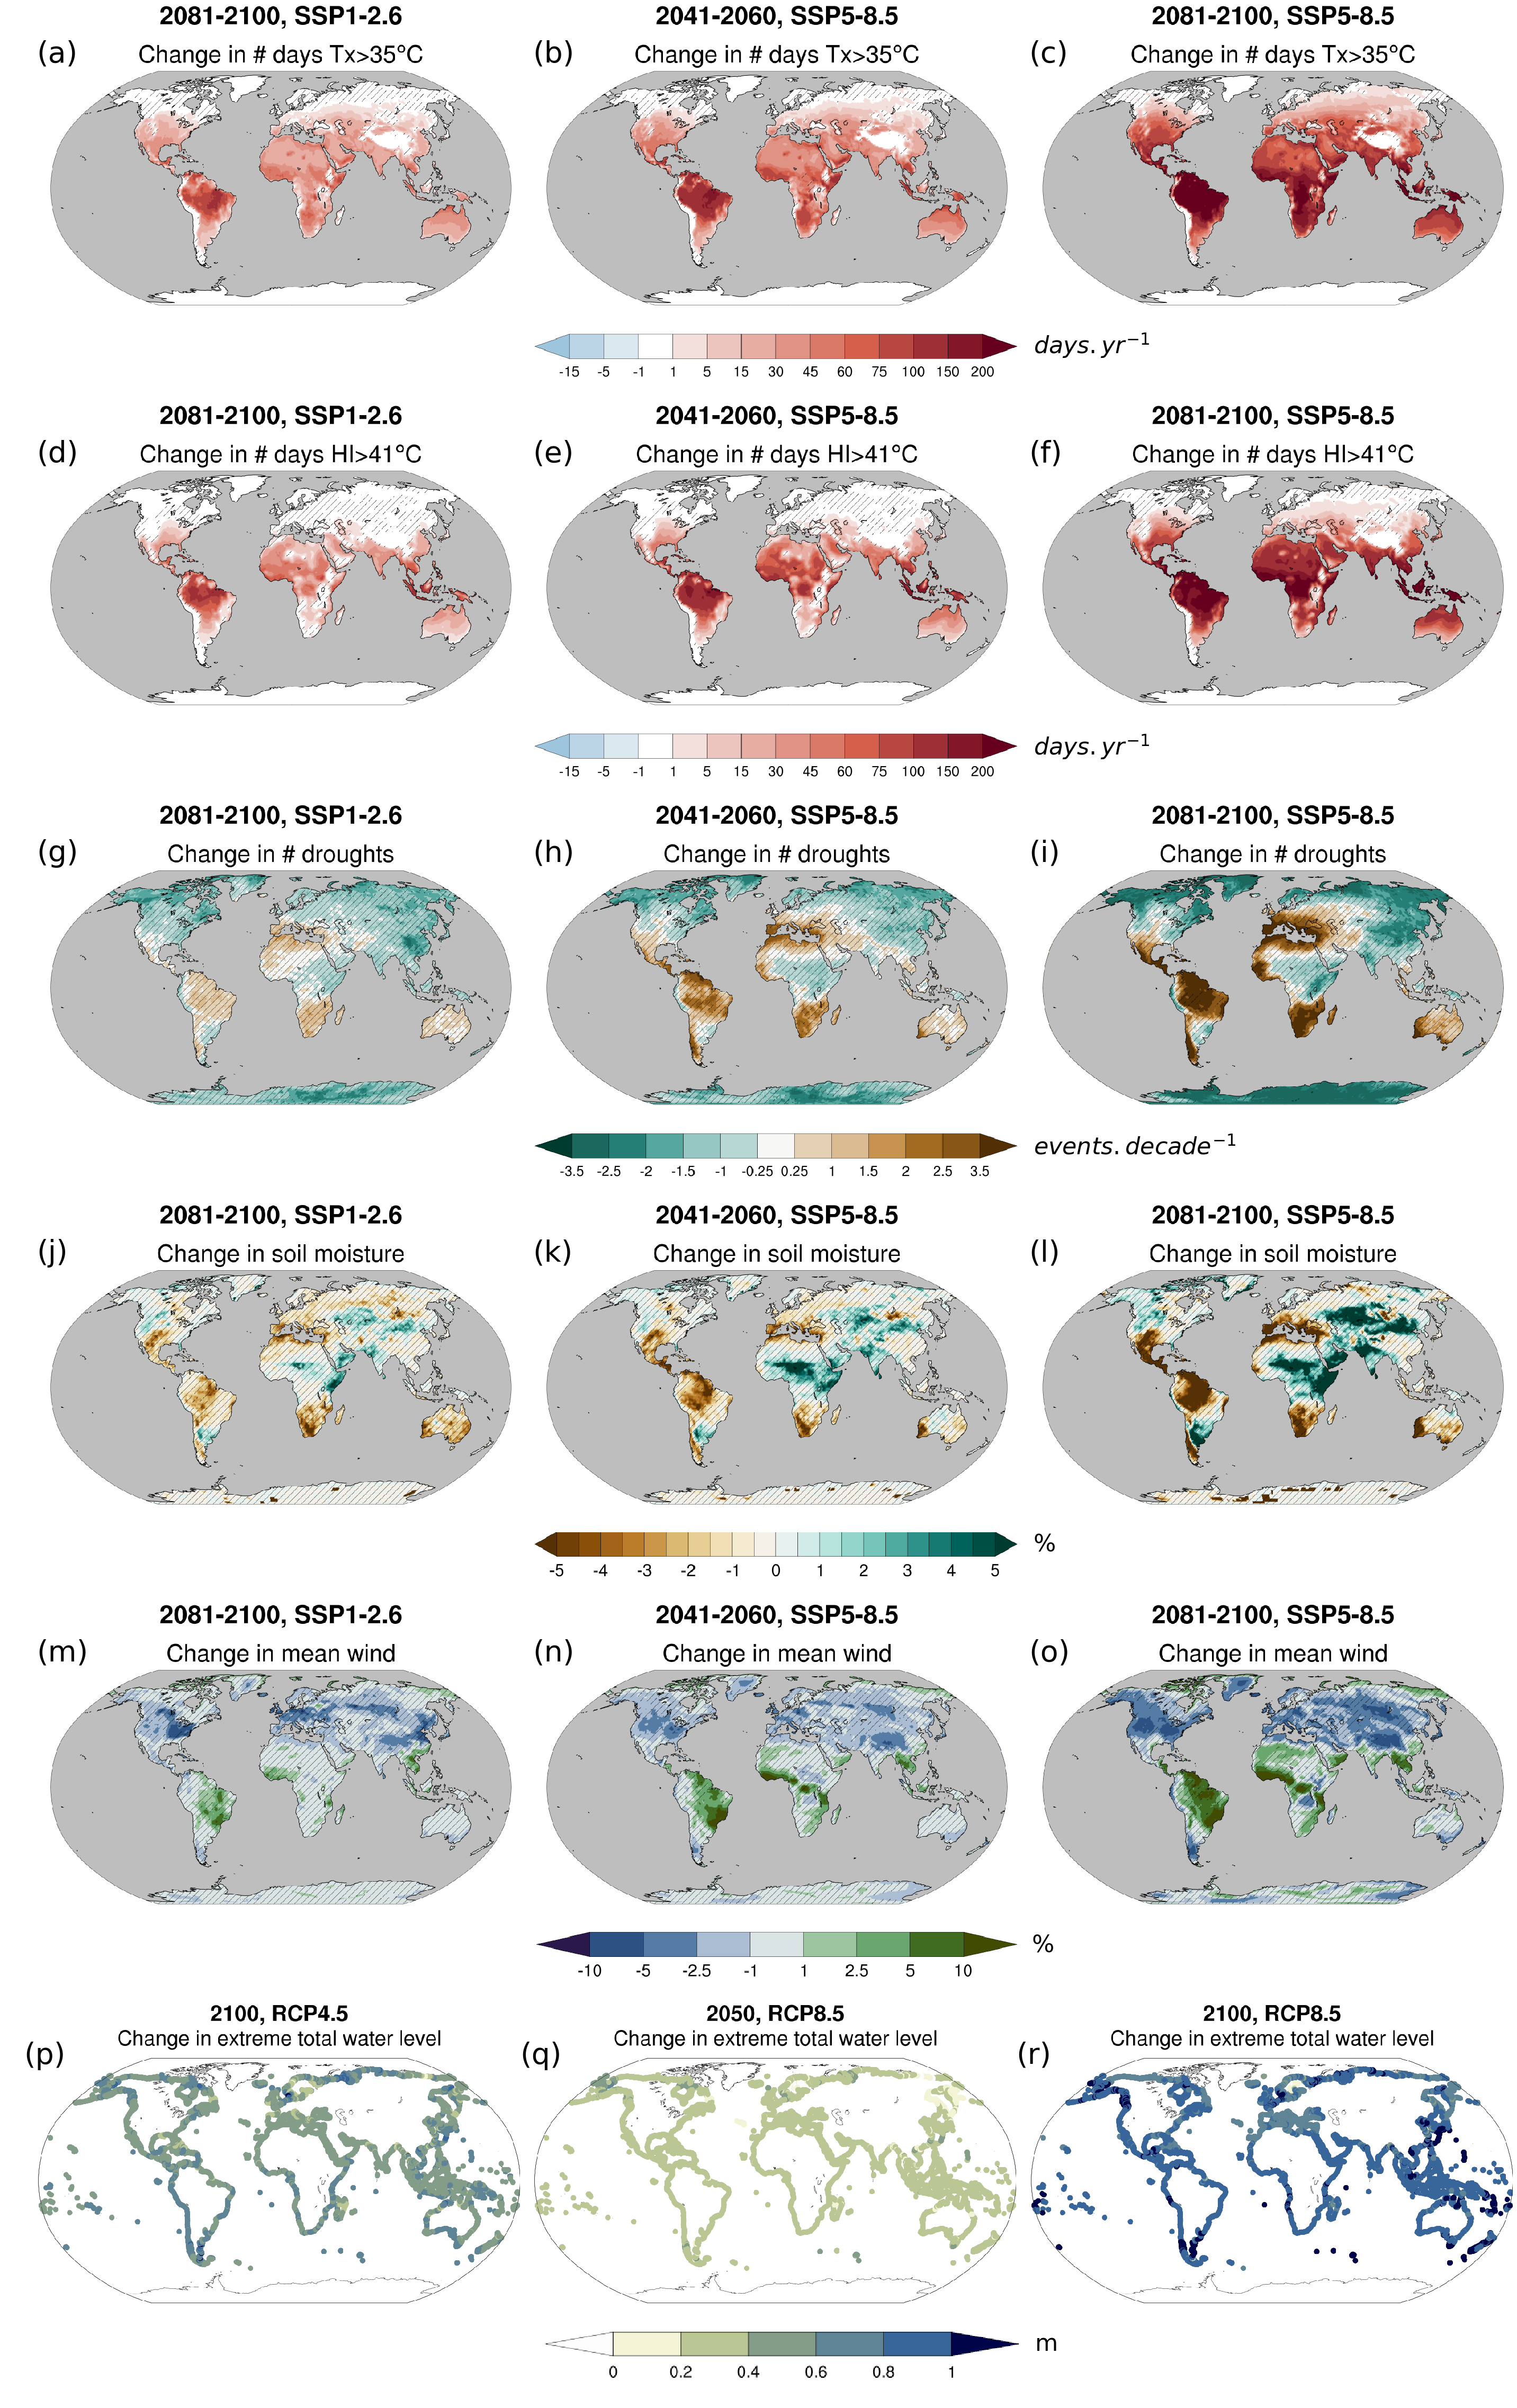 2081-2100, SSP1-2.6 2041-2060, SSP5-8.5 2081-2100, SSP5-8.5
(a) Change in # days Tx>35°C (b) Change in # days Tx>35°C (c) Change in # days Tx>35°C
days.yr⁻¹
-15 -5 -1 1 5 15 30 45 60 75 100 150 200
2081-2100, SSP1-2.6 2041-2060, SSP5-8.5 2081-2100, SSP5-8.5
(d) Change in # days HI>41°C (e) Change in # days HI>41°C (f) Change in # days HI>41°C
days.yr⁻¹
-15 -5 -1 1 5 15 30 45 60 75 100 150 200
2081-2100, SSP1-2.6 2041-2060, SSP5-8.5 2081-2100, SSP5-8.5
(g) Change in # droughts (h) Change in # droughts (i) Change in # droughts
events.decade⁻¹
-3.5 -2.5 -2 -1.5 -1 -0.25 0.25 1 1.5 2 2.5 3.5
2081-2100, SSP1-2.6 2041-2060, SSP5-8.5 2081-2100, SSP5-8.5
(j) Change in soil moisture (k) Change in soil moisture (l) Change in soil moisture
%
-5 -4 -3 -2 -1 0 1 2 3 4 5
2081-2100, SSP1-2.6 2041-2060, SSP5-8.5 2081-2100, SSP5-8.5
(m) Change in mean wind (n) Change in mean wind (o) Change in mean wind
%
-10 -5 -2.5 -1 1 2.5 5 10
2100, RCP4.5 2050, RCP8.5 2100, RCP8.5
(p) Change in extreme total water level (q) Change in extreme total water level (r) Change in extreme total water level
m
0 0.2 0.4 0.6 0.8 1